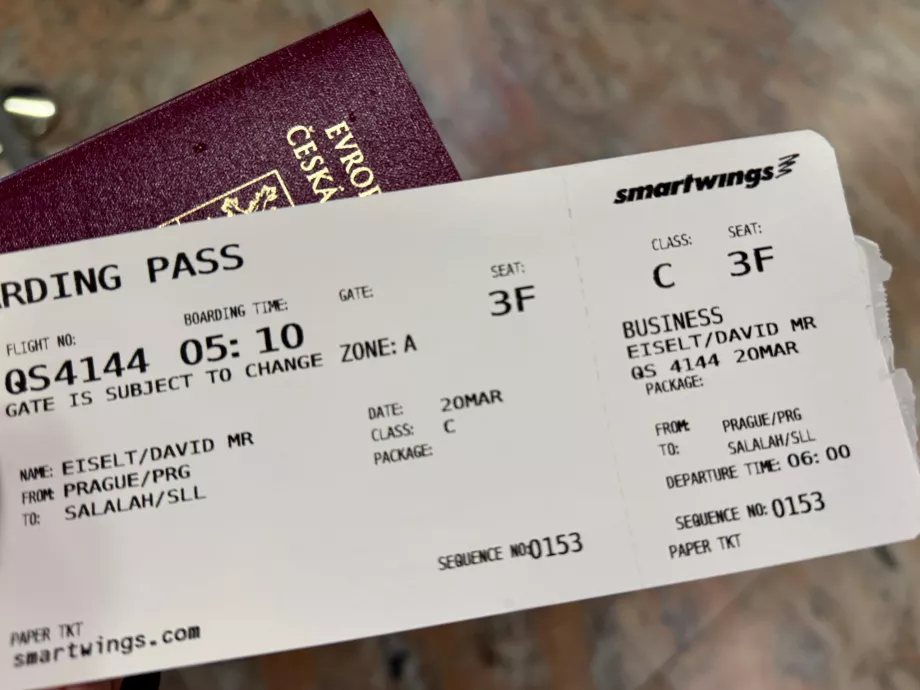 EVROP
ČESKÁ
RDING PASS
FLIGHT NO:
BOARDING TIME:
GATE:
SEAT:
QS4144 05:10 ZONE: A 3F
GATE IS SUBJECT TO CHANGE
NAME: EISELT/DAVID MR
FROM: PRAGUE/PRG
TO: SALALAH/SLL
DATE: 20MAR
CLASS: C
PACKAGE:
SEQUENCE NO:0153
PAPER TKT
smartwings.com
smartwings
CLASS: SEAT:
C 3F
BUSINESS
EISELT/DAVID MR
QS 4144 20MAR
PACKAGE:
FROM: PRAGUE/PRG
TO: SALALAH/SLL
DEPARTURE TIME: 06:00
SEQUENCE NO: 0153
PAPER TKT